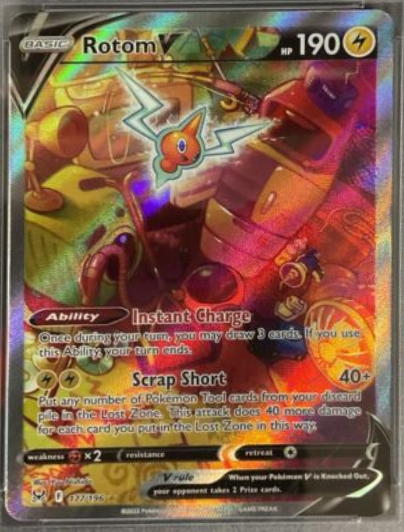 BASIC Rotom V HP 190
Ability Instant Charge
Once during your turn, you may draw 3 cards. If you use
this Ability, your turn ends.
Scrap Short 40+
Put any number of Pokémon Tool cards from your discard
pile in the Lost Zone. This attack does 40 more damage
for each card you put in the Lost Zone in this way.
weakness ×2 resistance retreat
V rule When your Pokémon V is Knocked Out,
your opponent takes 2 Prize cards.
F 177/196
©2022 Pokémon GAME FREAK